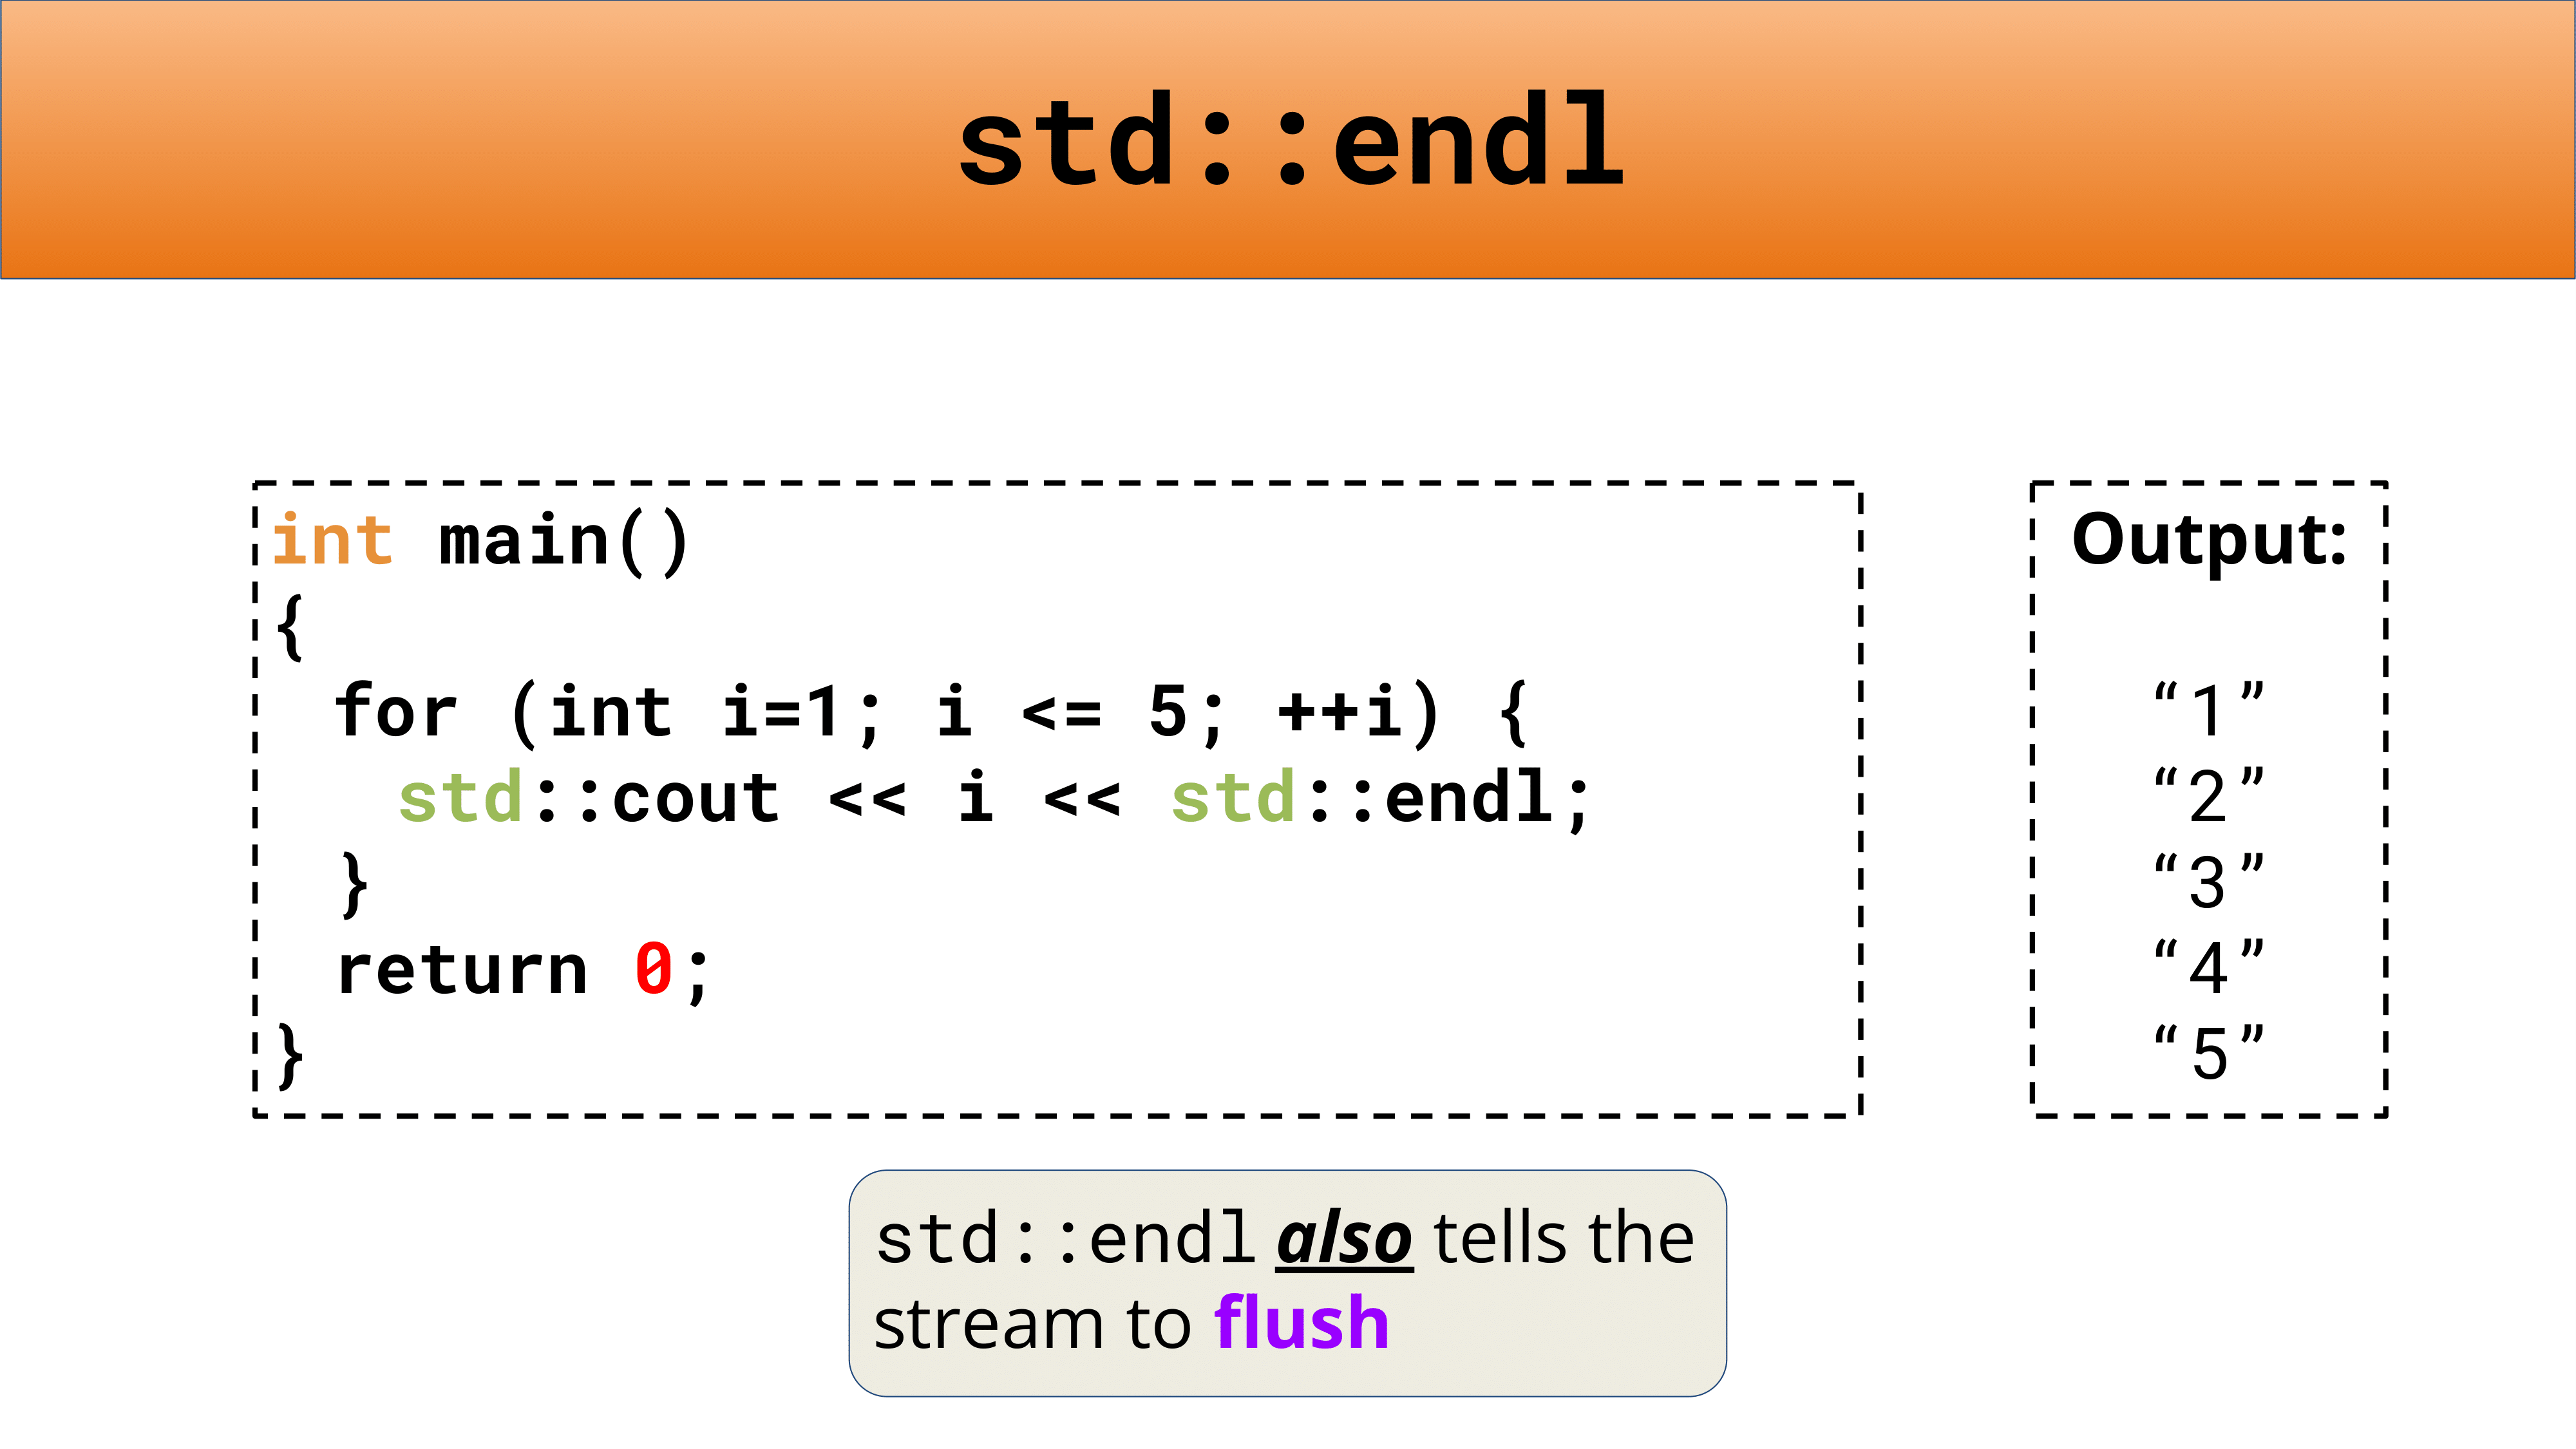 std::endl
int main()
{
for (int i=1; i <= 5; ++i) {
std::cout << i << std::endl;
}
return 0;
}
Output:
“1”
“2”
“3”
“4”
“5”
std::endl also tells the
stream to flush